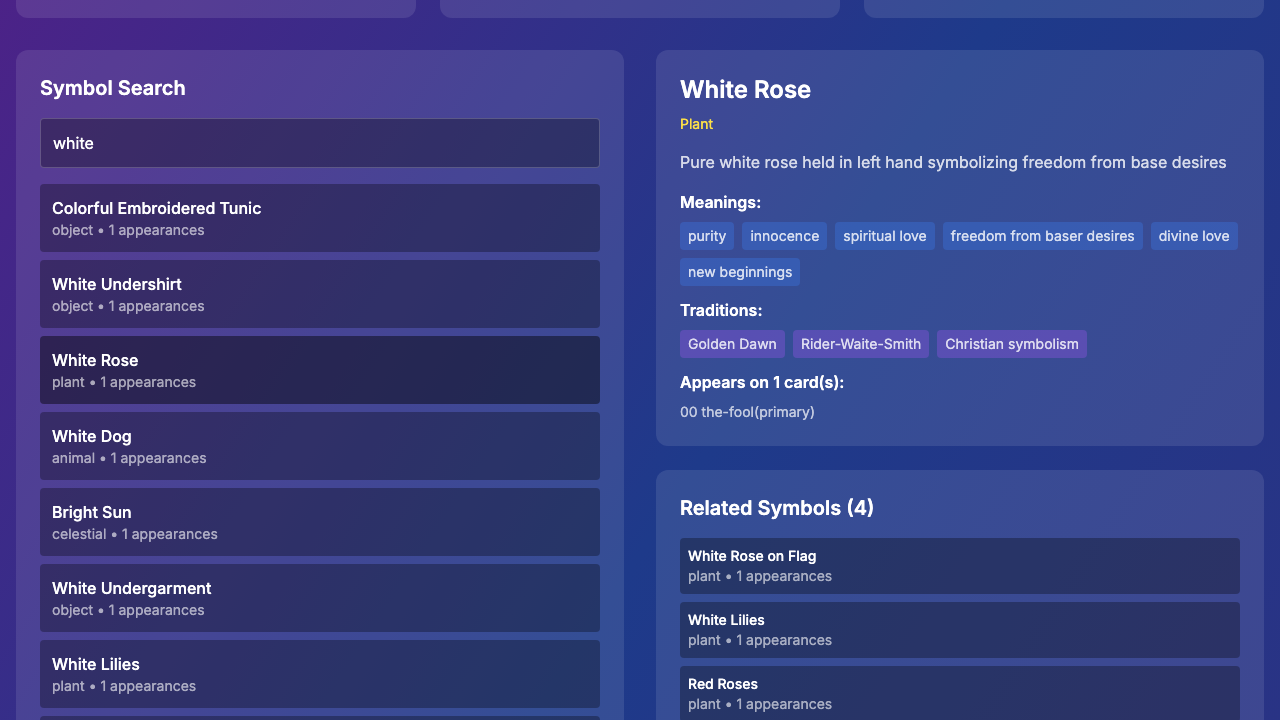 Symbol Search
white
Colorful Embroidered Tunic
object • 1 appearances
White Undershirt
object • 1 appearances
White Rose
plant • 1 appearances
White Dog
animal • 1 appearances
Bright Sun
celestial • 1 appearances
White Undergarment
object • 1 appearances
White Lilies
plant • 1 appearances
White Rose
Plant
Pure white rose held in left hand symbolizing freedom from base desires
Meanings:
purity innocence spiritual love freedom from baser desires divine love
new beginnings
Traditions:
Golden Dawn Rider-Waite-Smith Christian symbolism
Appears on 1 card(s):
00 the-fool(primary)
Related Symbols (4)
White Rose on Flag
plant • 1 appearances
White Lilies
plant • 1 appearances
Red Roses
plant • 1 appearances